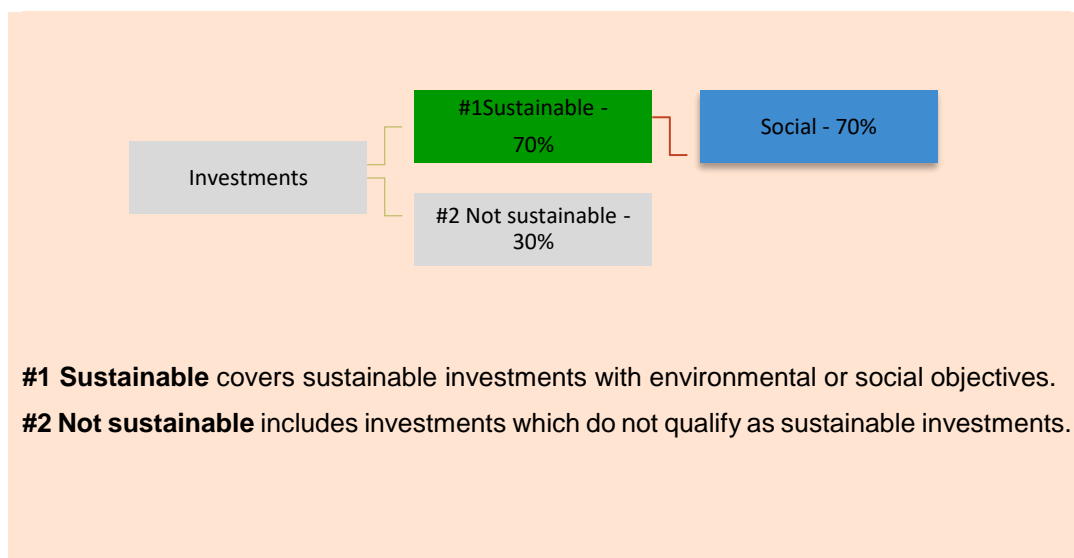 #1Sustainable -
70%
Social - 70%
Investments
#2 Not sustainable -
30%
#1 Sustainable covers sustainable investments with environmental or social objectives.
#2 Not sustainable includes investments which do not qualify as sustainable investments.